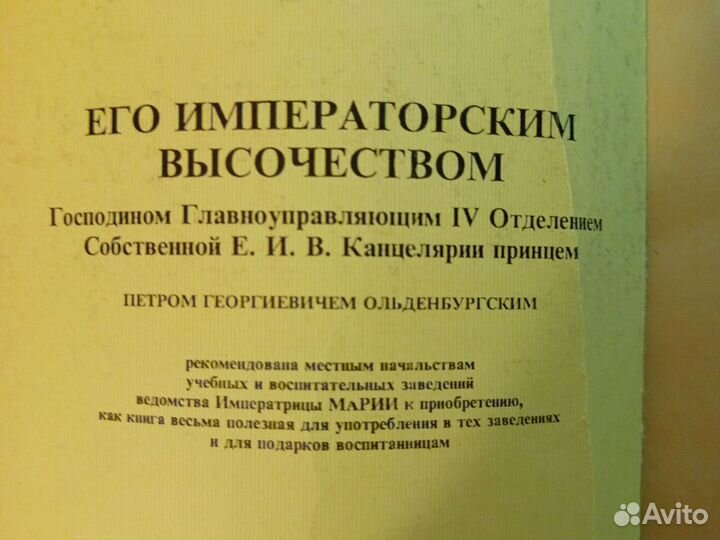 ЕГО ИМПЕРАТОРСКИМ
ВЫСОЧЕСТВОМ
Господином Главноуправляющим IV Отделением
Собственной Е. И. В. Канцелярии принцем
ПЕТРОМ ГЕОРГИЕВИЧЕМ ОЛЬДЕНБУРГСКИМ
рекомендована местным начальствам
учебных и воспитательных заведений
ведомства Императрицы МАРИИ к приобретению,
как книга весьма полезная для употребления в тех заведениях
и для подарков воспитанницам
Avito